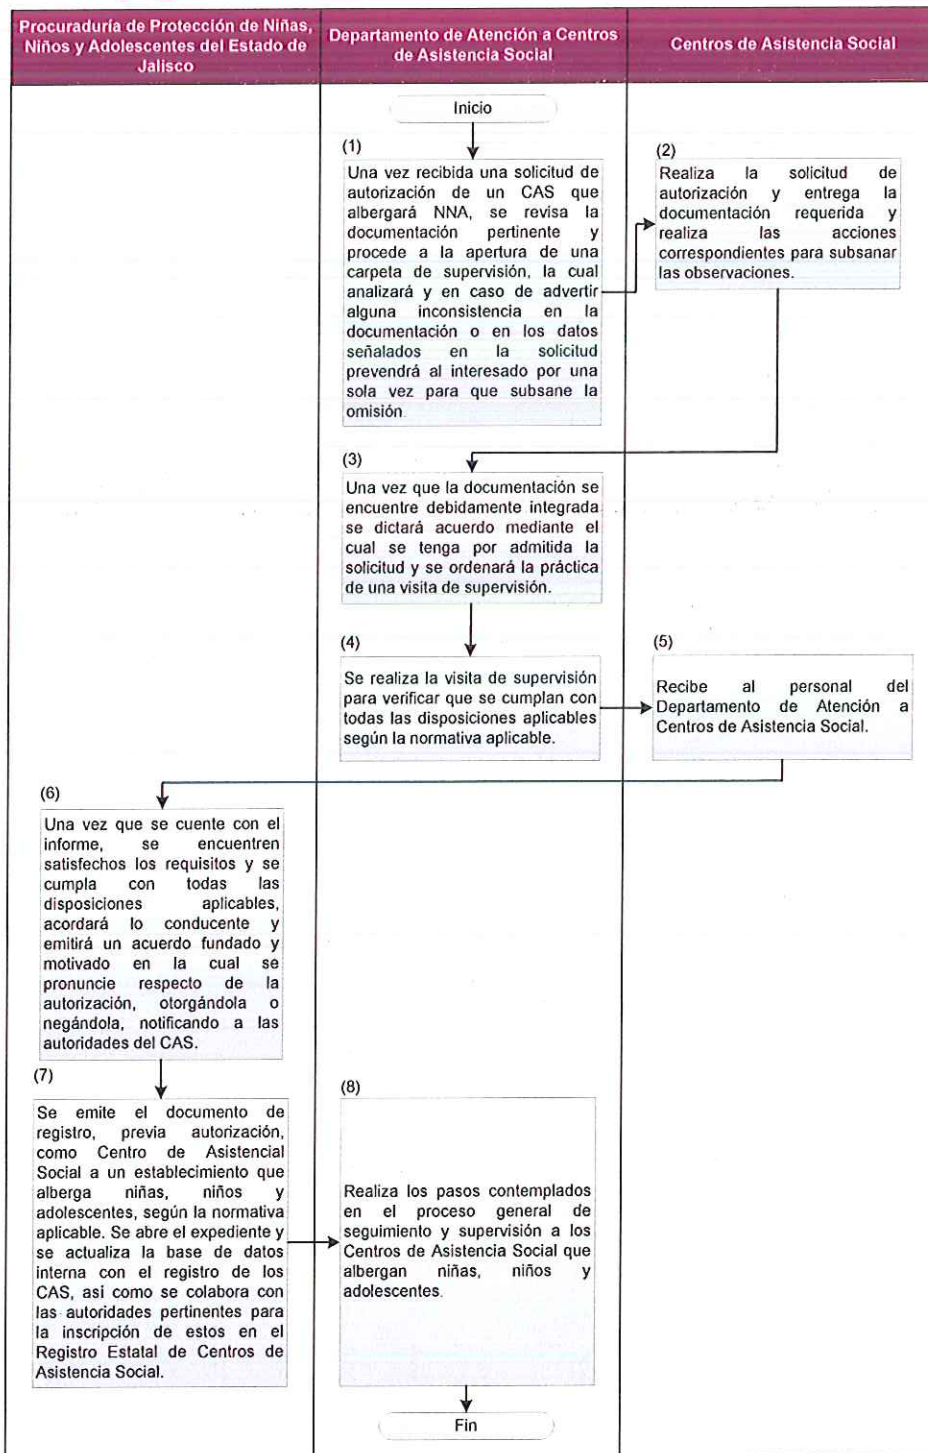 Procuraduría de Protección de Niñas,
Niños y Adolescentes del Estado de
Jalisco
Departamento de Atención a Centros
de Asistencia Social
Centros de Asistencia Social
Inicio
(1)
Una vez recibida una solicitud de
autorización de un CAS que
albergará NNA, se revisa la
documentación pertinente y
procede a la apertura de una
carpeta de supervisión, la cual
analizará y en caso de advertir
alguna inconsistencia en la
documentación o en los datos
señalados en la solicitud
prevendrá al interesado por una
sola vez para que subsane la
omisión.
(2)
Realiza la solicitud de
autorización y entrega la
documentación requerida y
realiza las acciones
correspondientes para subsanar
las observaciones.
(3)
Una vez que la documentación se
encuentre debidamente integrada
se dictará acuerdo mediante el
cual se tenga por admitida la
solicitud y se ordenará la práctica
de una visita de supervisión.
(4)
Se realiza la visita de supervisión
para verificar que se cumplan con
todas las disposiciones aplicables
según la normativa aplicable.
(5)
Recibe al personal del
Departamento de Atención a
Centros de Asistencia Social.
(6)
Una vez que se cuente con el
informe, se encuentren
satisfechos los requisitos y se
cumpla con todas las
disposiciones aplicables,
acordará lo conducente y
emitirá un acuerdo fundado y
motivado en la cual se
pronuncie respecto de la
autorización, otorgándola o
negándola, notificando a las
autoridades del CAS.
(7)
Se emite el documento de
registro, previa autorización,
como Centro de Asistencial
Social a un establecimiento que
alberga niñas, niños y
adolescentes, según la normativa
aplicable. Se abre el expediente y
se actualiza la base de datos
interna con el registro de los
CAS, asi como se colabora con
las autoridades pertinentes para
la inscripción de estos en el
Registro Estatal de Centros de
Asistencia Social.
(8)
Realiza los pasos contemplados
en el proceso general de
seguimiento y supervisión a los
Centros de Asistencia Social que
albergan niñas, niños y
adolescentes.
Fin